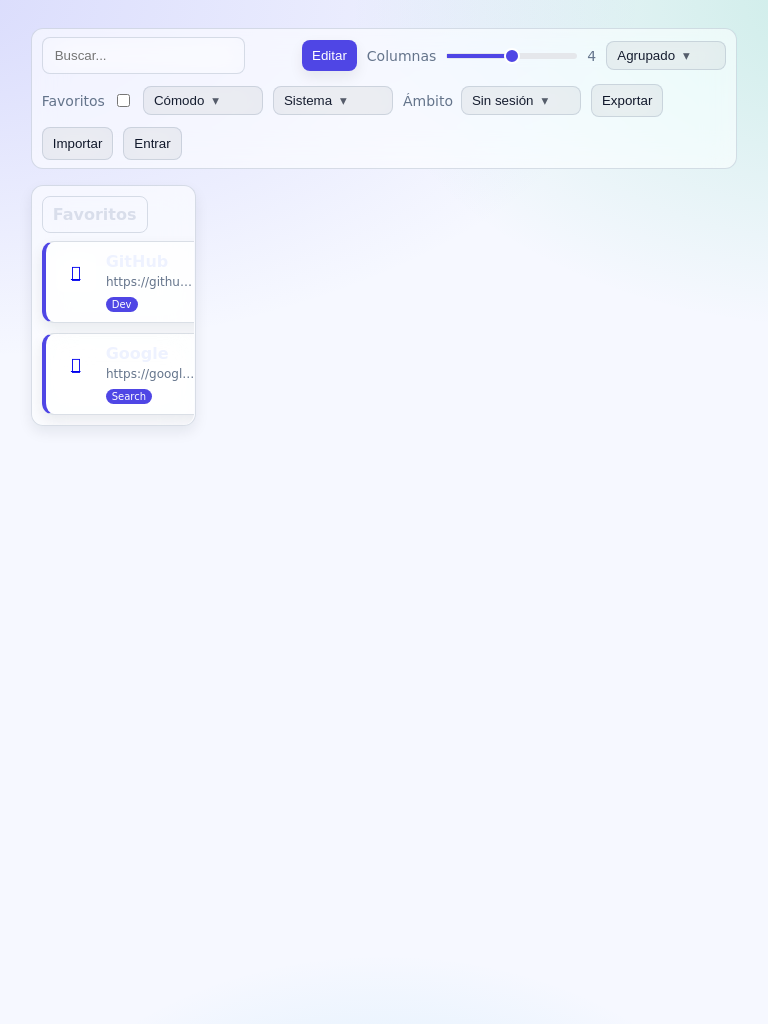 Buscar...
Editar
Columnas
4
Agrupado ▼
Favoritos
Cómodo ▼
Sistema ▼
Ámbito
Sin sesión ▼
Exportar
Importar
Entrar
Favoritos
GitHub
https://githu...
Dev
Google
https://googl...
Search